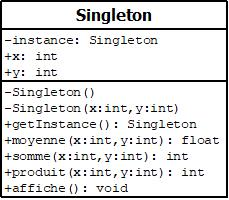 Singleton
-instance: Singleton
+x: int
+y: int
-Singleton()
-Singleton(x:int,y:int)
+getInstance(): Singleton
+moyenne(x:int,y:int): float
+somme(x:int,y:int): int
+produit(x:int,y:int): int
+affiche(): void